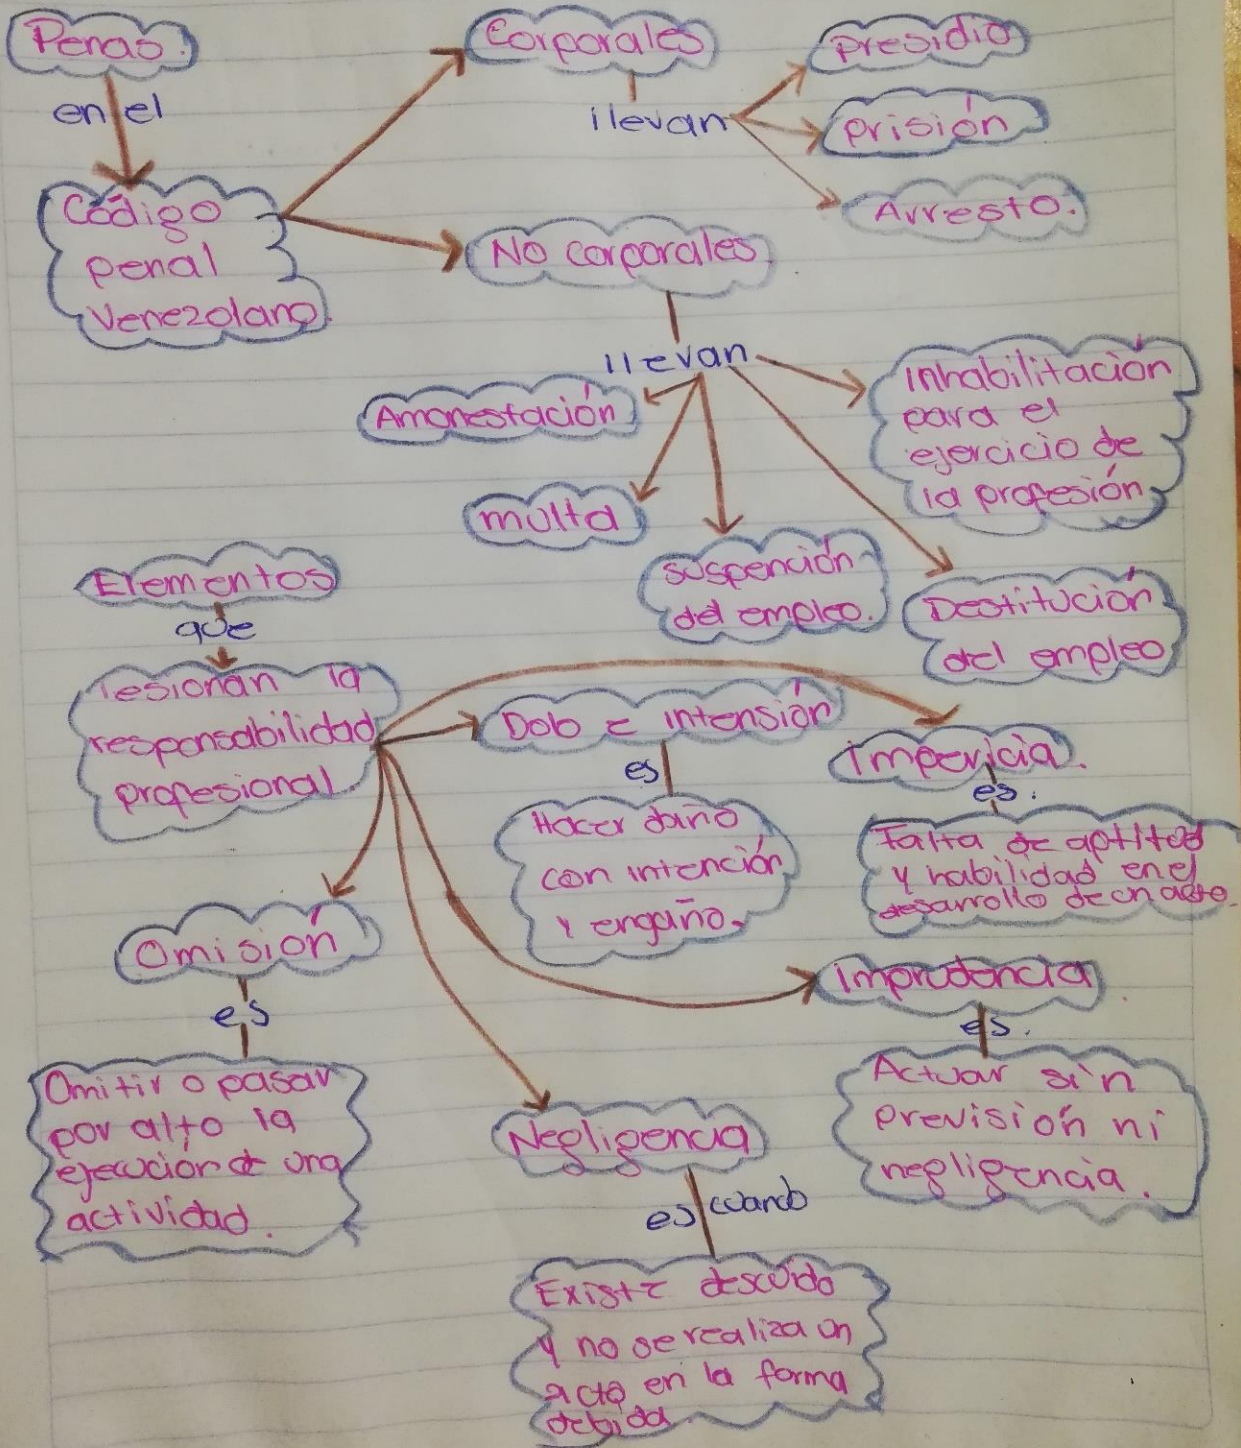 Penas.
en el
Código
penal
Venezolano
Corporales
llevan
Presidio
prisión
Arresto.
No corporales
llevan
Amonestación
multa
suspención
del empleo.
Destitución
del empleo
Inhabilitación
para el
ejercicio de
la profesión
Elementos
que
lesionan la
responsabilidad
profesional
Dolo e intensión
es
Hacer daño
con intención
y engaño.
impericia.
es.
Falta de aptitud
y habilidad en el
desarrollo de un acto.
Omisión
es
Omitir o pasar
por alto la
ejecución de una
actividad.
Imprudencia
es.
Actuar sin
previsión ni
negligencia.
Negligencia
es cuando
Existe descuido
y no se realiza un
acto en la forma
debida.